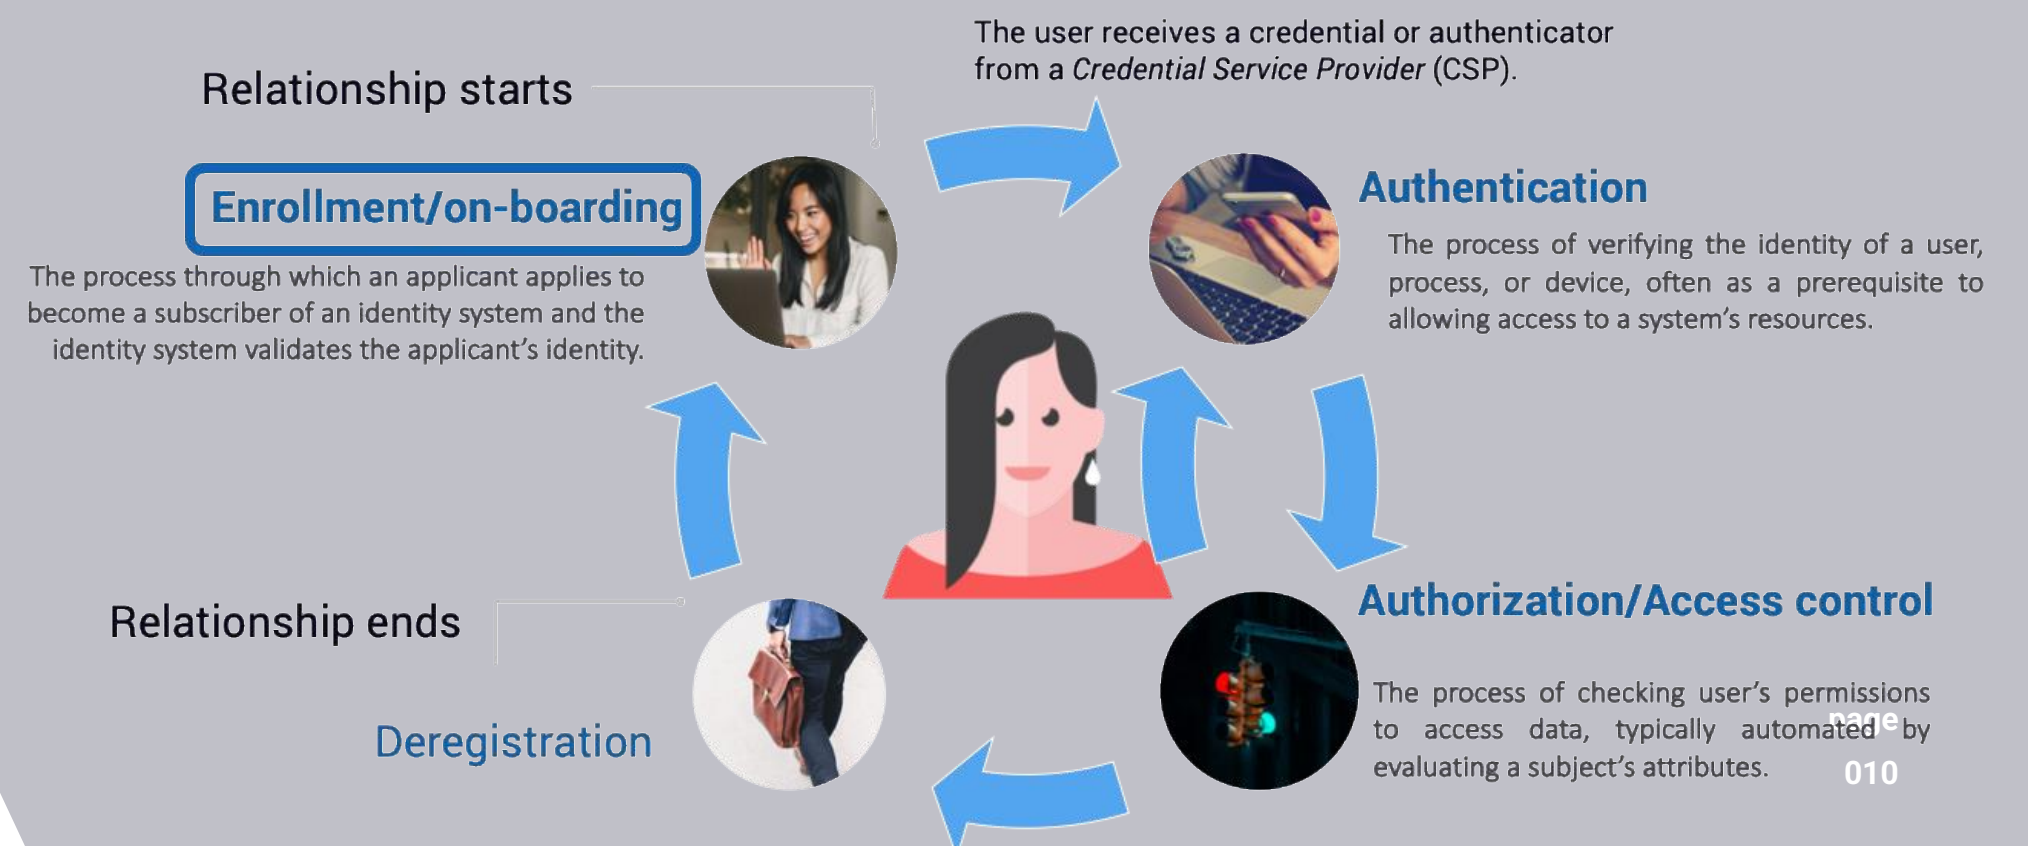 The user receives a credential or authenticator
from a Credential Service Provider (CSP).
Relationship starts
Enrollment/on-boarding
The process through which an applicant applies to
become a subscriber of an identity system and the
identity system validates the applicant's identity.
Authentication
The process of verifying the identity of a user,
process, or device, often as a prerequisite to
allowing access to a system's resources.
Relationship ends
Deregistration
Authorization/Access control
The process of checking user's permissions
to access data, typically automated by
evaluating a subject's attributes.
page
010